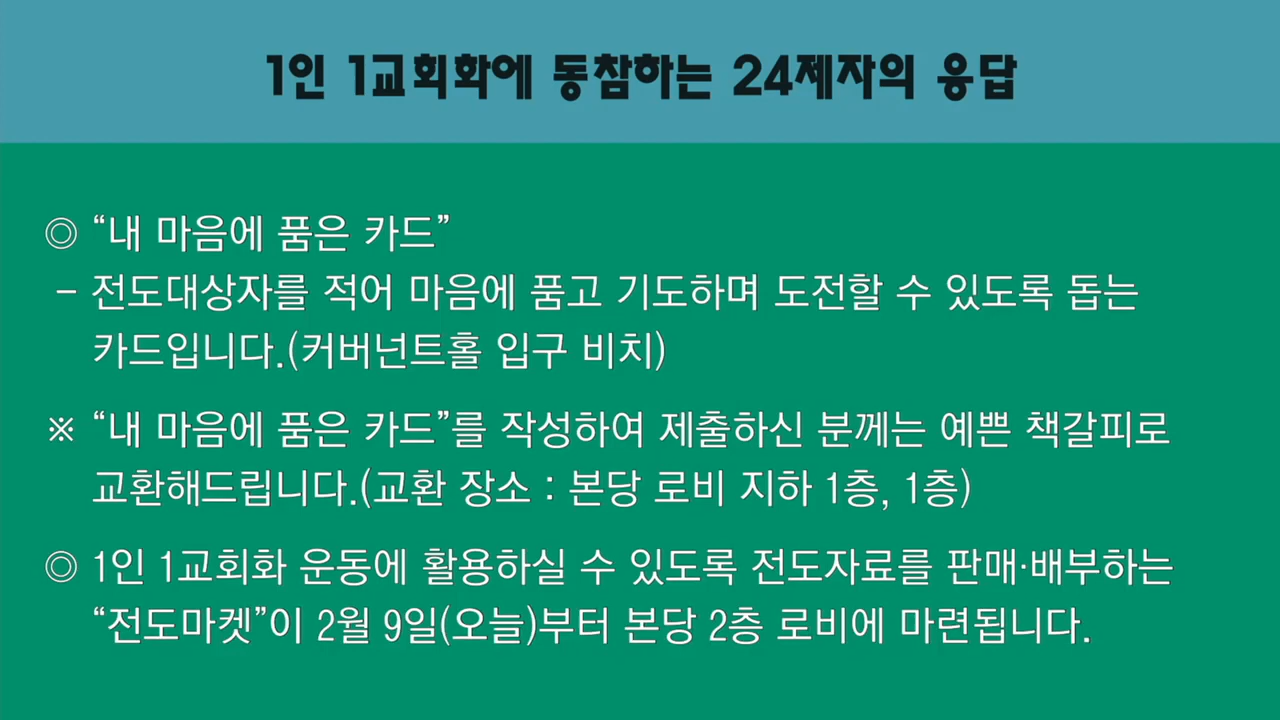 1인 1교회화에 동참하는 24제자의 응답
◎ “내 마음에 품은 카드”
- 전도대상자를 적어 마음에 품고 기도하며 도전할 수 있도록 돕는
카드입니다.(커버넌트홀 입구 비치)
※ “내 마음에 품은 카드”를 작성하여 제출하신 분께는 예쁜 책갈피로
교환해드립니다.(교환 장소 : 본당 로비 지하 1층, 1층)
◎ 1인 1교회화 운동에 활용하실 수 있도록 전도자료를 판매·배부하는
“전도마켓”이 2월 9일(오늘)부터 본당 2층 로비에 마련됩니다.